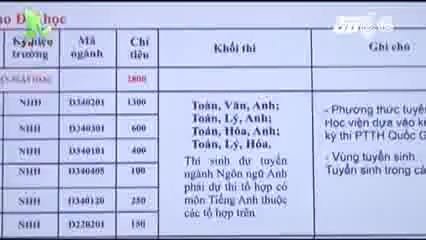 Đại học
Ký hiệu trường
Mã ngành
Chỉ tiêu
Khối thi
Ghi chú
2800
NHH D340201 1300
NHH D340301 600
NHH D340101 400
NHH D340405 100
NHH D340120 250
NHH D220201 150
Toán, Văn, Anh;
Toán, Lý, Anh;
Toán, Hóa, Anh;
Toán, Lý, Hóa.
Thí sinh dự tuyển
ngành Ngôn ngữ Anh
phải dự thi tổ hợp có
môn Tiếng Anh thuộc
các tổ hợp trên
- Phương thức tuyển
Học viện dựa vào k
kỳ thi PTTH Quốc G
- Vùng tuyển sinh
Tuyển sinh trong cả